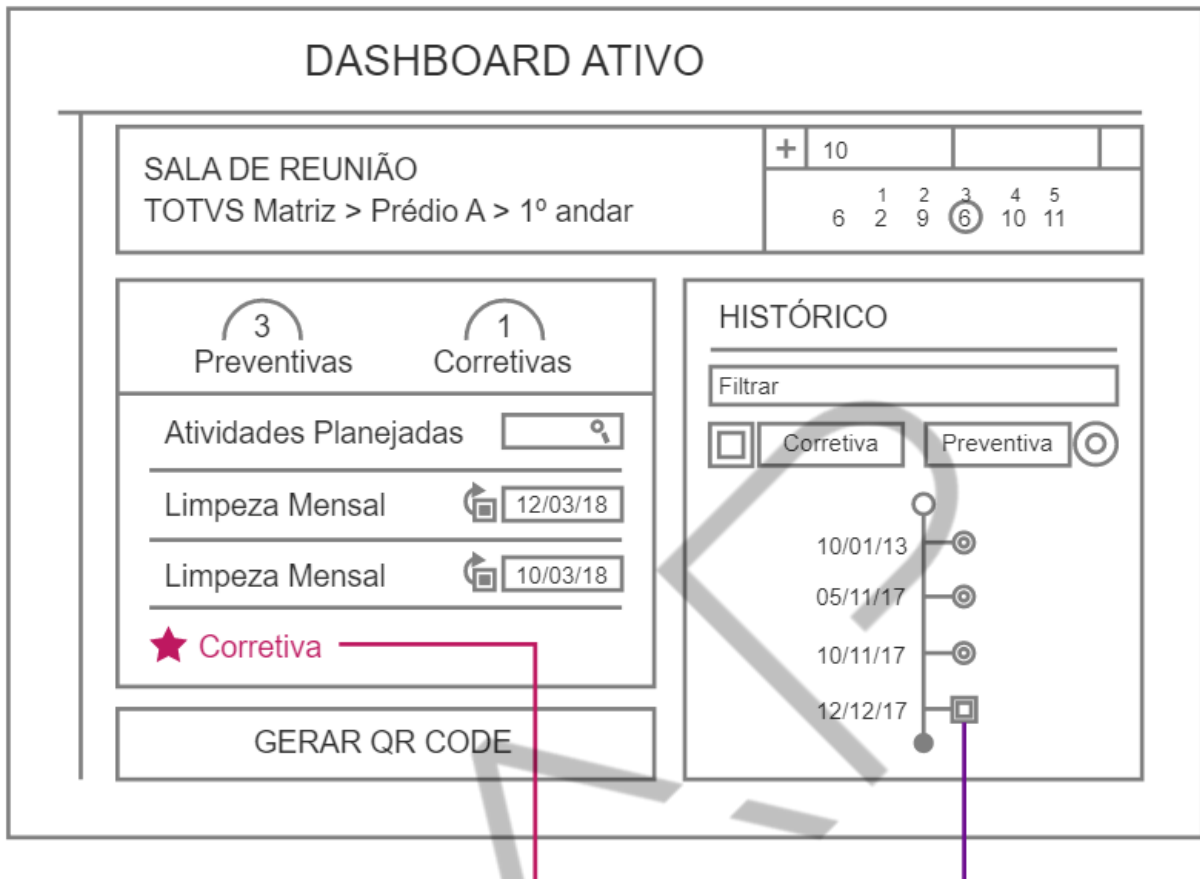 DASHBOARD ATIVO
SALA DE REUNIÃO
TOTVS Matriz > Prédio A > 1º andar
+ 10
1 2 3 4 5
6 2 9 6 10 11
3
Preventivas
1
Corretivas
Atividades Planejadas
Limpeza Mensal 12/03/18
Limpeza Mensal 10/03/18
Corretiva
GERAR QR CODE
HISTÓRICO
Filtrar
Corretiva Preventiva
10/01/13
05/11/17
10/11/17
12/12/17